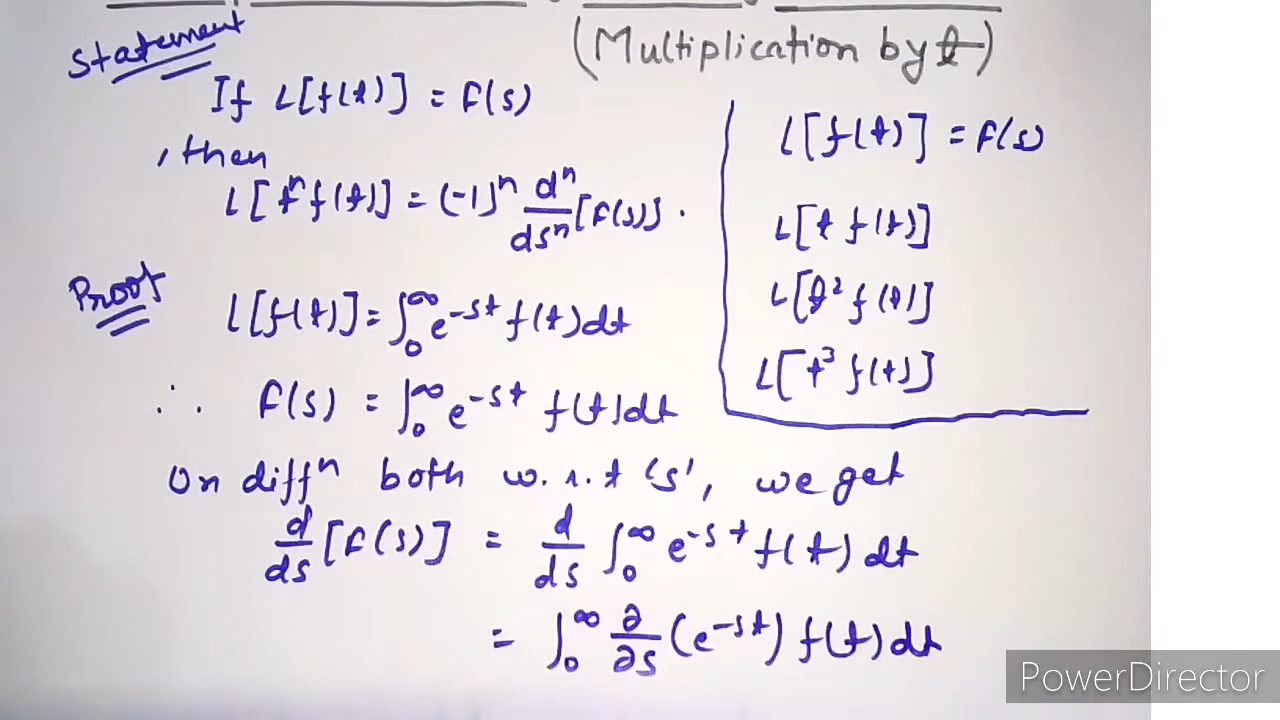 Statement
(Multiplication by t)
If L[f(t)] = F(s)
, then
L[tⁿ f(t)] = (-1)ⁿ dⁿ/dsⁿ [F(s)].
L[f(t)] = F(s)
L[t f(t)]
L[t² f(t)]
L[t³ f(t)]
Proof
L[f(t)] = ∫₀^∞ e^-st f(t) dt
∴ F(s) = ∫₀^∞ e^-st f(t) dt
On diffⁿ both w.r.t 's', we get
d/ds [F(s)] = d/ds ∫₀^∞ e^-st f(t) dt
= ∫₀^∞ ∂/∂s (e^-st) f(t) dt
PowerDirector